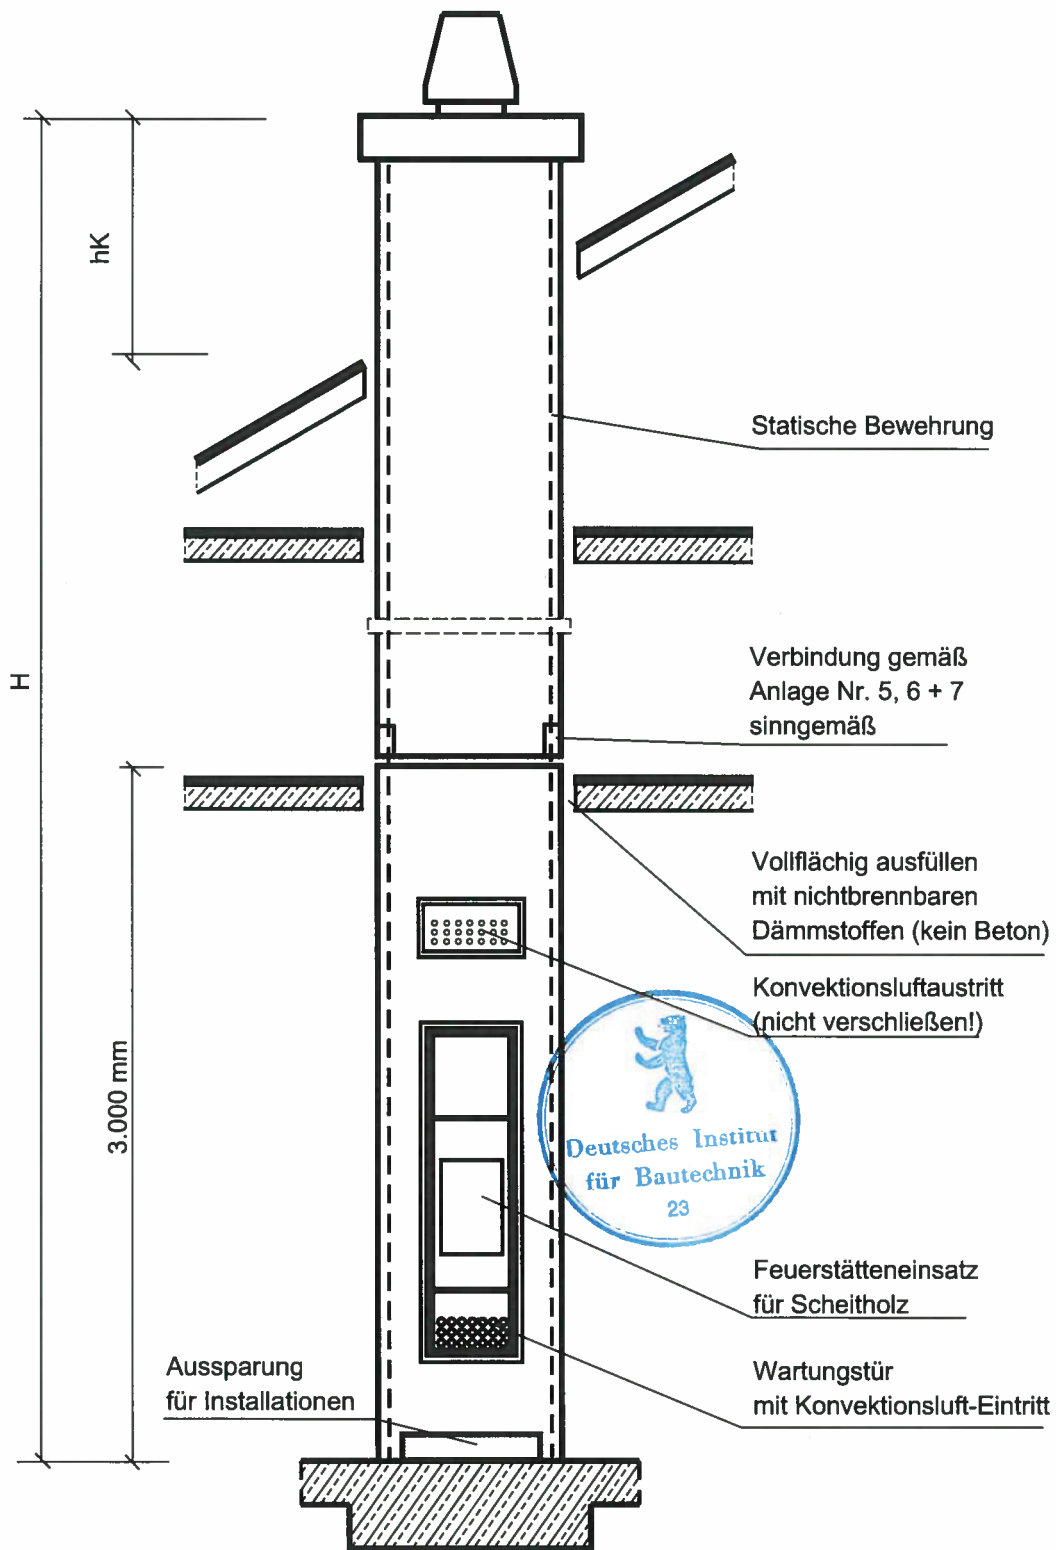 hK
Statische Bewehrung
H
Verbindung gemäß
Anlage Nr. 5, 6 + 7
sinngemäß
Vollflächig ausfüllen
mit nichtbrennbaren
Dämmstoffen (kein Beton)
Konvektionsluftaustritt
(nicht verschließen!)
3.000 mm
Deutsches Institut
für Bautechnik
23
Feuerstätteneinsatz
für Scheitholz
Aussparung
für Installationen
Wartungstür
mit Konvektionsluft-Eintritt